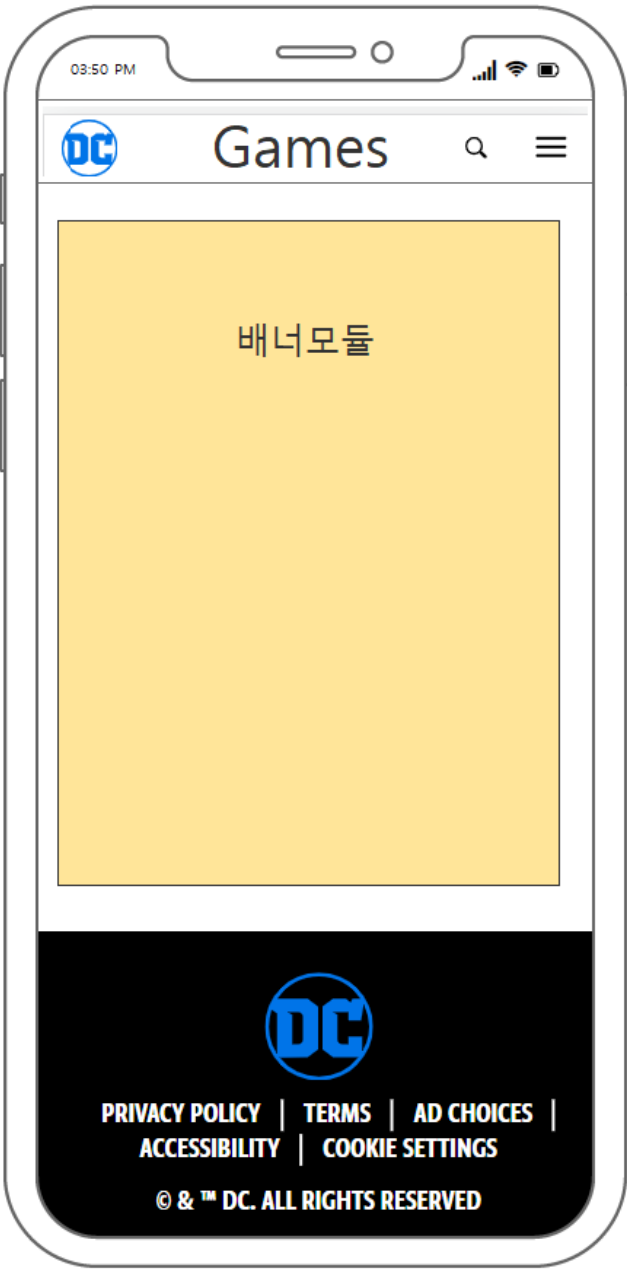 03:50 PM
DC Games
배너모듈
DC
PRIVACY POLICY | TERMS | AD CHOICES |
ACCESSIBILITY | COOKIE SETTINGS
© & ™ DC. ALL RIGHTS RESERVED